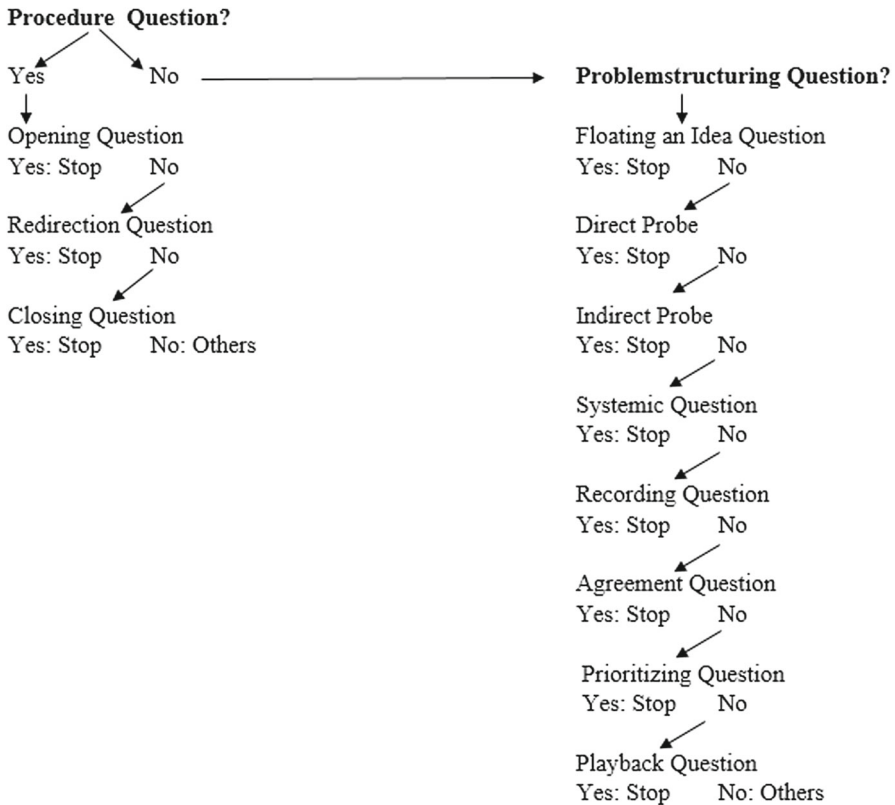 Procedure Question?
Yes No
Opening Question
Yes: Stop No
Redirection Question
Yes: Stop No
Closing Question
Yes: Stop No: Others
Problemstructuring Question?
Floating an Idea Question
Yes: Stop No
Direct Probe
Yes: Stop No
Indirect Probe
Yes: Stop No
Systemic Question
Yes: Stop No
Recording Question
Yes: Stop No
Agreement Question
Yes: Stop No
Prioritizing Question
Yes: Stop No
Playback Question
Yes: Stop No: Others